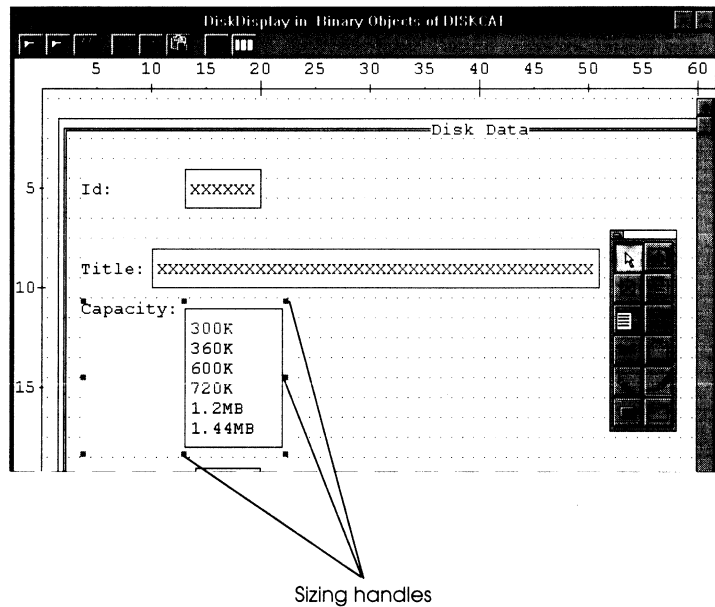 DiskDisplay in Binary Objects of DISKCAT
5 10 15 20 25 30 35 40 45 50 55 60
Disk Data
5
Id: XXXXXX
Title: XXXXXXXXXXXXXXXXXXXXXXXXXXXXXXXXXXXXXX
10
Capacity:
300K
360K
600K
15
720K
1.2MB
1.44MB
Sizing handles